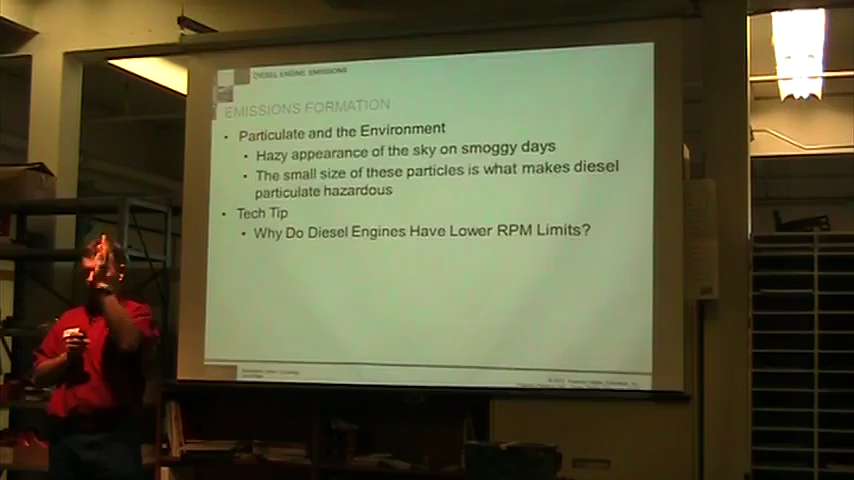 DIESEL ENGINE EMISSIONS
EMISSIONS FORMATION
• Particulate and the Environment
• Hazy appearance of the sky on smoggy days
• The small size of these particles is what makes diesel
particulate hazardous
• Tech Tip
• Why Do Diesel Engines Have Lower RPM Limits?